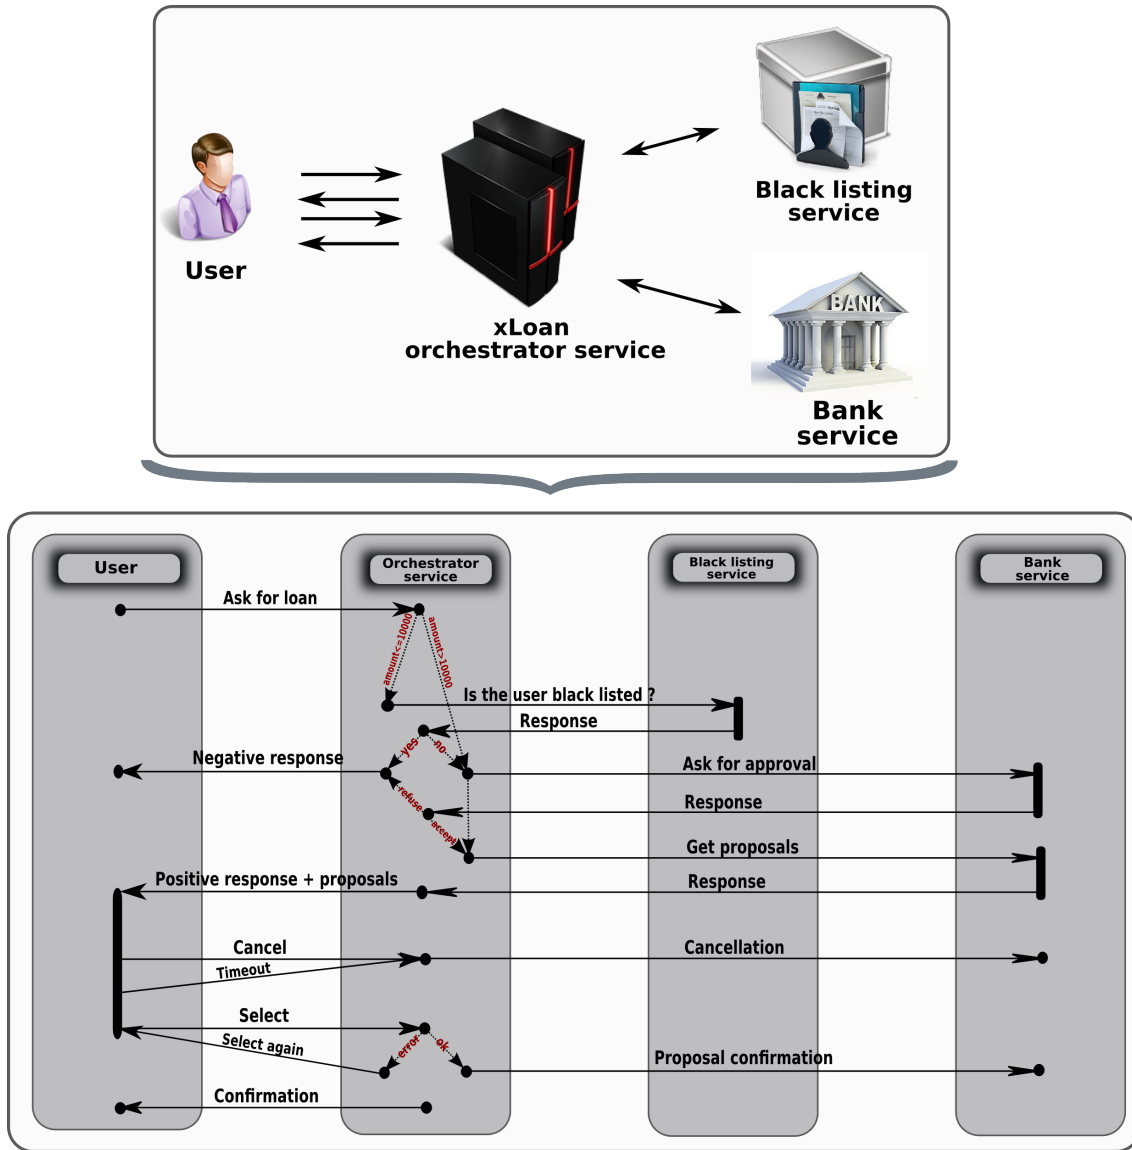 Black listing
service
User
BANK
xLoan
orchestrator service
Bank
service
User
Orchestrator
service
Black listing
service
Bank
service
Ask for loan
amount<=10000
amount>10000
Is the user black listed ?
Response
yes
no
Negative response
Ask for approval
refuse
Response
accept
Get proposals
Positive response + proposals
Response
Cancel
Cancellation
Timeout
Select
Select again
error
ok
Proposal confirmation
Confirmation